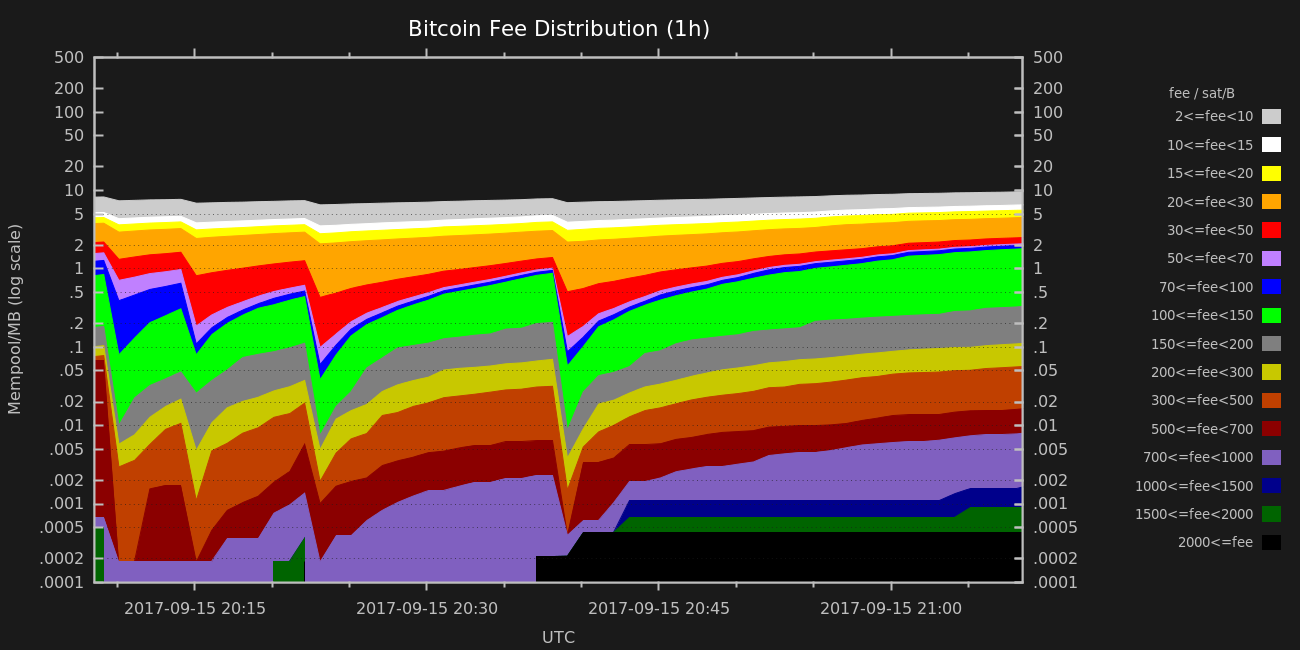 Bitcoin Fee Distribution (1h)
Mempool/MB (log scale)
500
200
100
50
20
10
5
2
1
.5
.2
.1
.05
.02
.01
.005
.002
.001
.0005
.0002
.0001
500
200
100
50
20
10
5
2
1
.5
.2
.1
.05
.02
.01
.005
.002
.001
.0005
.0002
.0001
2017-09-15 20:15
2017-09-15 20:30
2017-09-15 20:45
2017-09-15 21:00
UTC
fee / sat/B
2<=fee<10
10<=fee<15
15<=fee<20
20<=fee<30
30<=fee<50
50<=fee<70
70<=fee<100
100<=fee<150
150<=fee<200
200<=fee<300
300<=fee<500
500<=fee<700
700<=fee<1000
1000<=fee<1500
1500<=fee<2000
2000<=fee